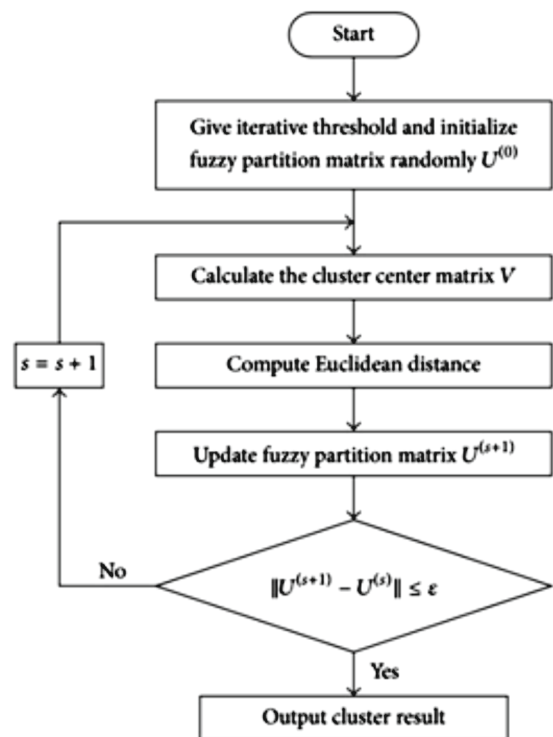 Start
Give iterative threshold and initialize
fuzzy partition matrix randomly U⁽⁰⁾
Calculate the cluster center matrix V
s = s + 1
Compute Euclidean distance
Update fuzzy partition matrix U⁽ˢ⁺¹⁾
No
‖U⁽ˢ⁺¹⁾ − U⁽ˢ⁾‖ ≤ ε
Yes
Output cluster result